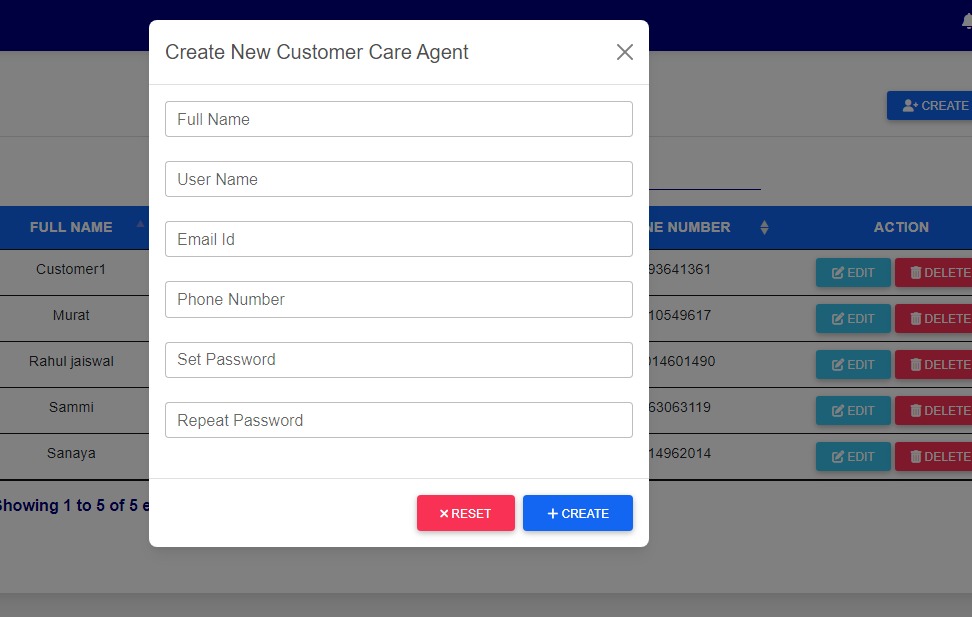 Create New Customer Care Agent
CREATE
Full Name
User Name
Email Id
Phone Number
Set Password
Repeat Password
RESET
CREATE
FULL NAME
NE NUMBER
ACTION
Customer1
93641361
EDIT
DELETE
Murat
10549617
EDIT
DELETE
Rahul jaiswal
014601490
EDIT
DELETE
Sammi
63063119
EDIT
DELETE
Sanaya
14962014
EDIT
DELETE
Showing 1 to 5 of 5 e